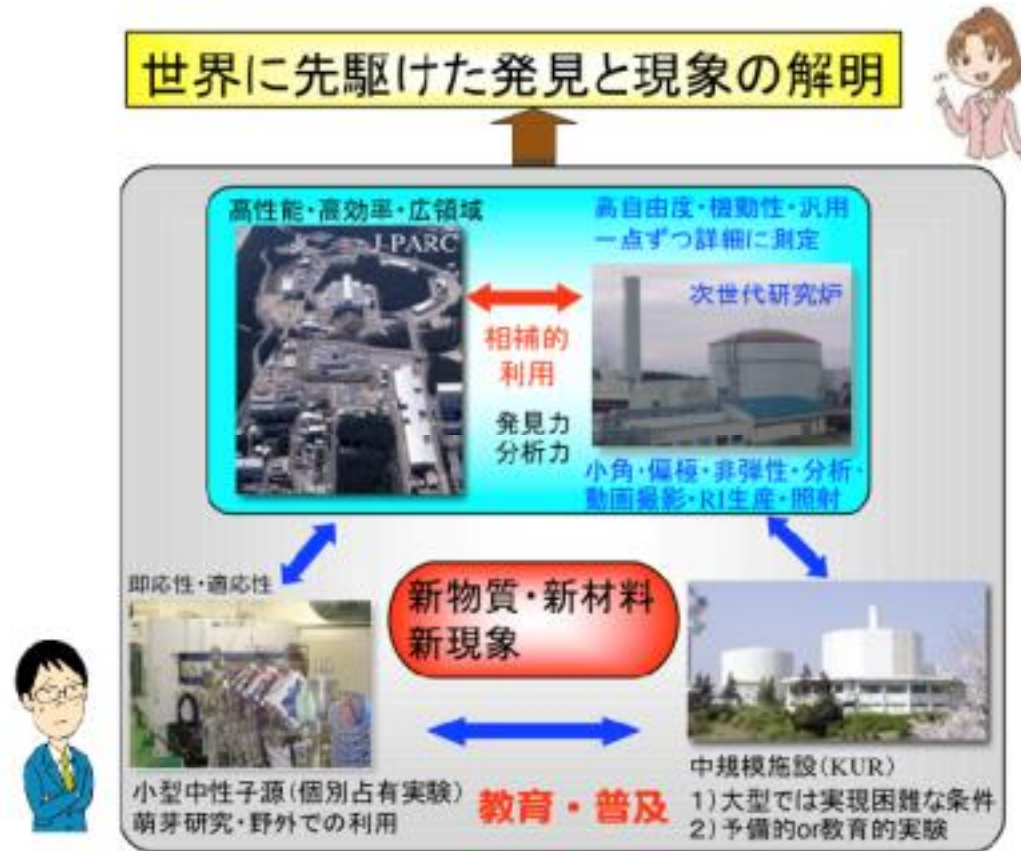 世界に先駆けた発見と現象の解明
高性能・高効率・広領域
J-PARC
高自由度・機動性・汎用
一点ずつ詳細に測定
次世代研究炉
相補的
利用
発見力
分析力
小角・偏極・非弾性・分析・
動画撮影・RI生産・照射
即応性・適応性
新物質・新材料
新現象
小型中性子源(個別占有実験)
萌芽研究・野外での利用
教育・普及
中規模施設(KUR)
1)大型では実現困難な条件
2)予備的or教育的実験